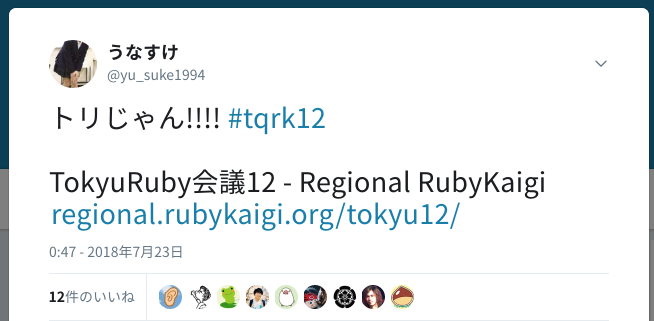 うなすけ
@yu_suke1994
トリじゃん!!!! #tqrk12
TokyuRuby会議12 - Regional RubyKaigi
regional.rubykaigi.org/tokyu12/
0:47 - 2018年7月23日
12件のいいね